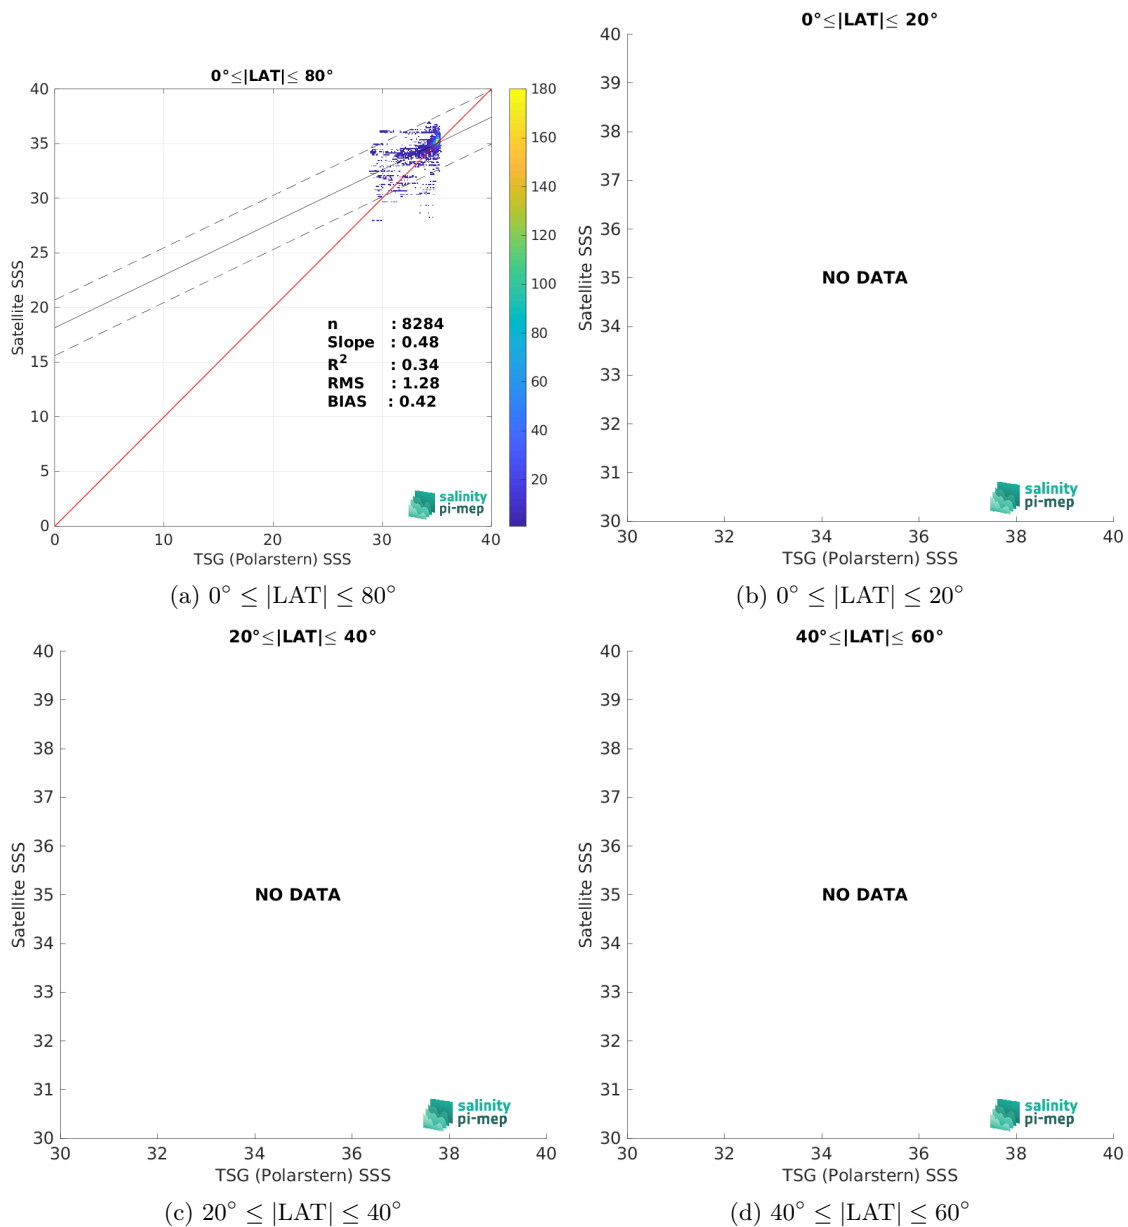 0°≤|LAT|≤ 80°
40
35
30
25
20
15
10
5
0
0
10
20
30
40
Satellite SSS
TSG (Polarstern) SSS
n : 8284
Slope : 0.48
R² : 0.34
RMS : 1.28
BIAS : 0.42
180
160
140
120
100
80
60
40
20
salinity
pi-mep
(a) 0° ≤ |LAT| ≤ 80°
0°≤|LAT|≤ 20°
40
39
38
37
36
35
34
33
32
31
30
30
32
34
36
38
40
Satellite SSS
TSG (Polarstern) SSS
NO DATA
salinity
pi-mep
(b) 0° ≤ |LAT| ≤ 20°
20°≤|LAT|≤ 40°
40
39
38
37
36
35
34
33
32
31
30
30
32
34
36
38
40
Satellite SSS
TSG (Polarstern) SSS
NO DATA
salinity
pi-mep
(c) 20° ≤ |LAT| ≤ 40°
40°≤|LAT|≤ 60°
40
39
38
37
36
35
34
33
32
31
30
30
32
34
36
38
40
Satellite SSS
TSG (Polarstern) SSS
NO DATA
salinity
pi-mep
(d) 40° ≤ |LAT| ≤ 60°